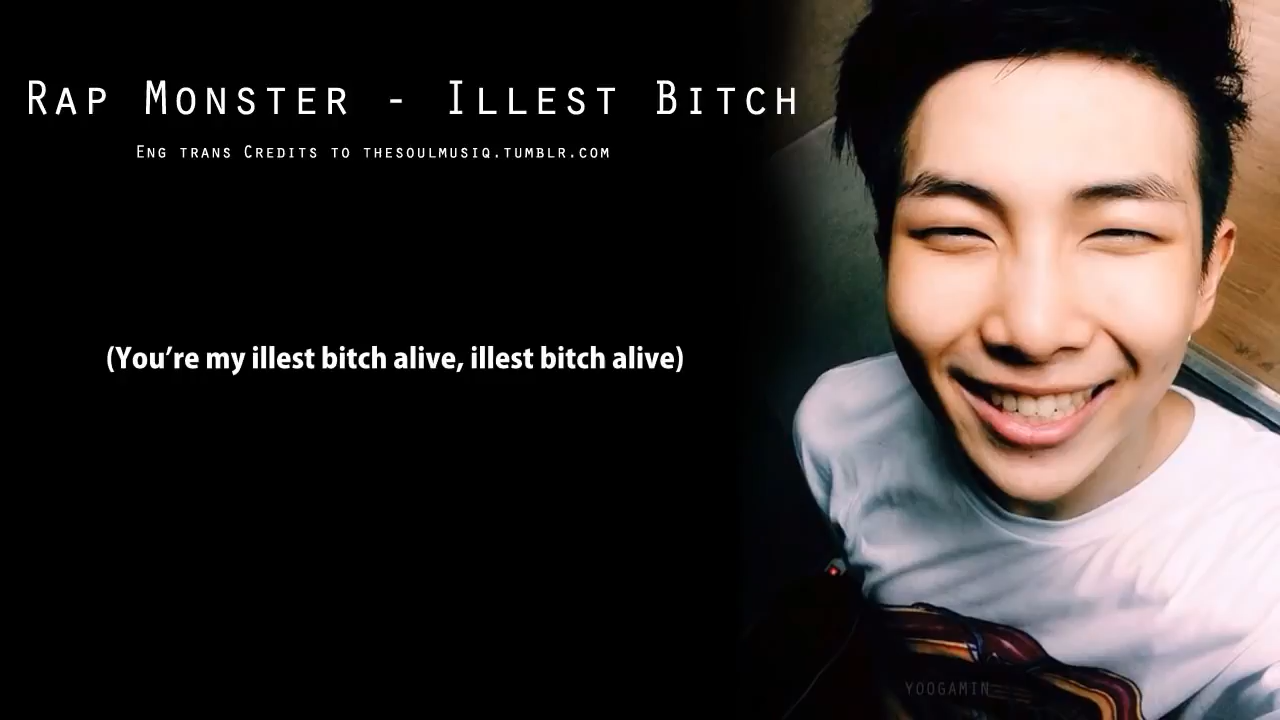 Rap Monster - Illest Bitch
Eng trans Credits to thesoulmusiq.tumblr.com
(You’re my illest bitch alive, illest bitch alive)
YOOGAMIN